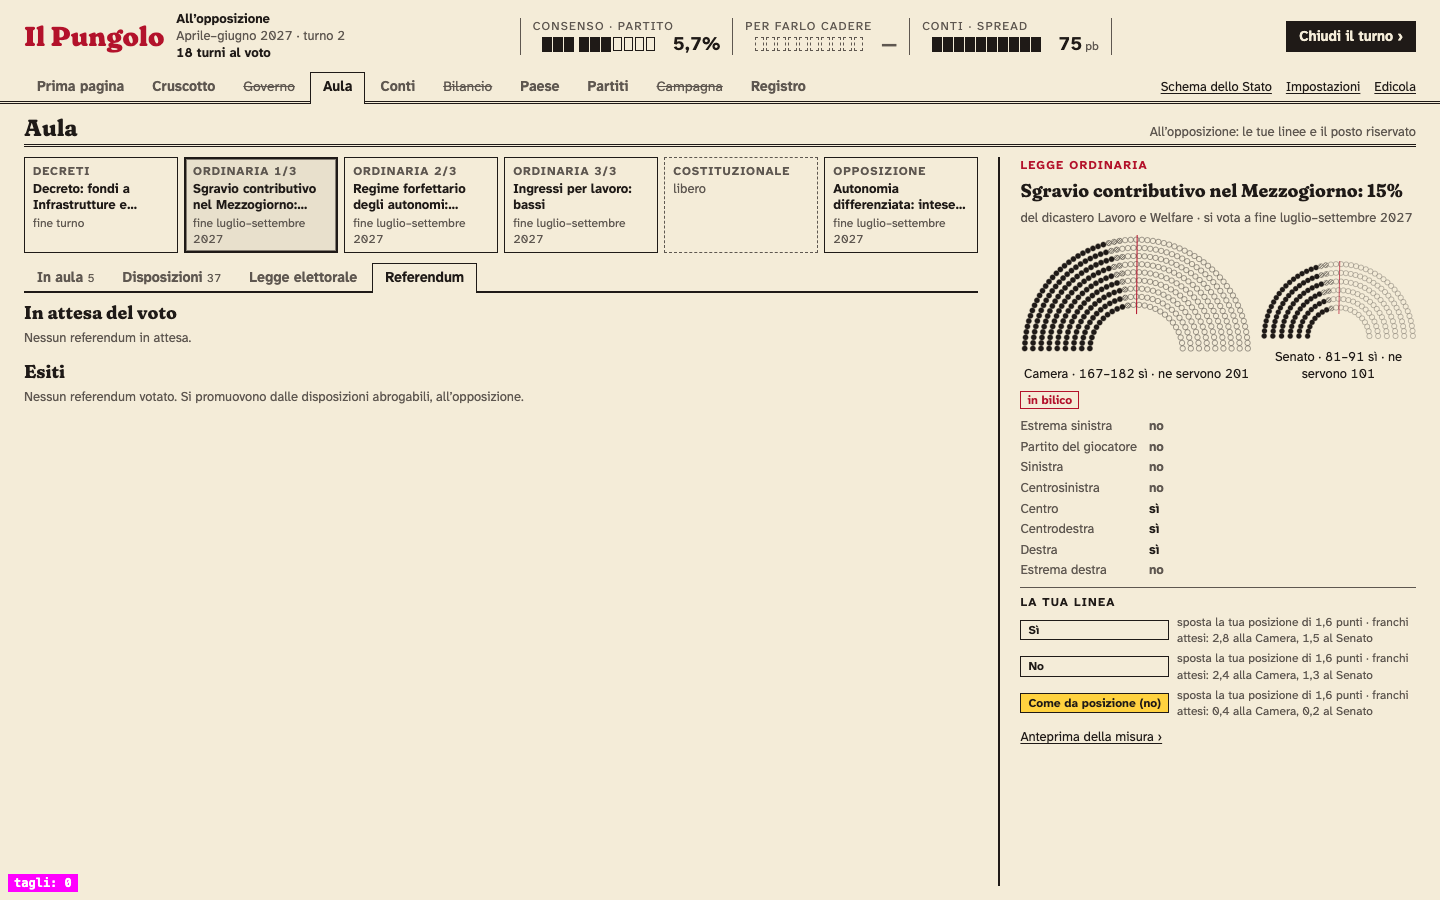 Il Pungolo
All'opposizione
Aprile–giugno 2027 · turno 2
18 turni al voto
CONSENSO · PARTITO
5,7%
PER FARLO CADERE
—
CONTI · SPREAD
75 pb
Chiudi il turno ›
Prima pagina
Cruscotto
Governo
Aula
Conti
Bilancio
Paese
Partiti
Campagna
Registro
Schema dello Stato
Impostazioni
Edicola
Aula
All'opposizione: le tue linee e il posto riservato
DECRETI
Decreto: fondi a
Infrastrutture e...
fine turno
ORDINARIA 1/3
Sgravio contributivo
nel Mezzogiorno:...
fine luglio–settembre
2027
ORDINARIA 2/3
Regime forfettario
degli autonomi:...
fine luglio–settembre
2027
ORDINARIA 3/3
Ingressi per lavoro:
bassi
fine luglio–settembre
2027
COSTITUZIONALE
libero
OPPOSIZIONE
Autonomia
differenziata: intese...
fine luglio–settembre
2027
In aula 5
Disposizioni 37
Legge elettorale
Referendum
In attesa del voto
Nessun referendum in attesa.
Esiti
Nessun referendum votato. Si promuovono dalle disposizioni abrogabili, all'opposizione.
LEGGE ORDINARIA
Sgravio contributivo nel Mezzogiorno: 15%
del dicastero Lavoro e Welfare · si vota a fine luglio–settembre 2027
Camera · 167–182 sì · ne servono 201
Senato · 81–91 sì · ne
servono 101
in bilico
Estrema sinistra no
Partito del giocatore no
Sinistra no
Centrosinistra no
Centro sì
Centrodestra sì
Destra sì
Estrema destra no
LA TUA LINEA
Sì
sposta la tua posizione di 1,6 punti · franchi
attesi: 2,8 alla Camera, 1,5 al Senato
No
sposta la tua posizione di 1,6 punti · franchi
attesi: 2,4 alla Camera, 1,3 al Senato
Come da posizione (no)
sposta la tua posizione di 1,6 punti · franchi
attesi: 0,4 alla Camera, 0,2 al Senato
Anteprima della misura ›
tagli: 0